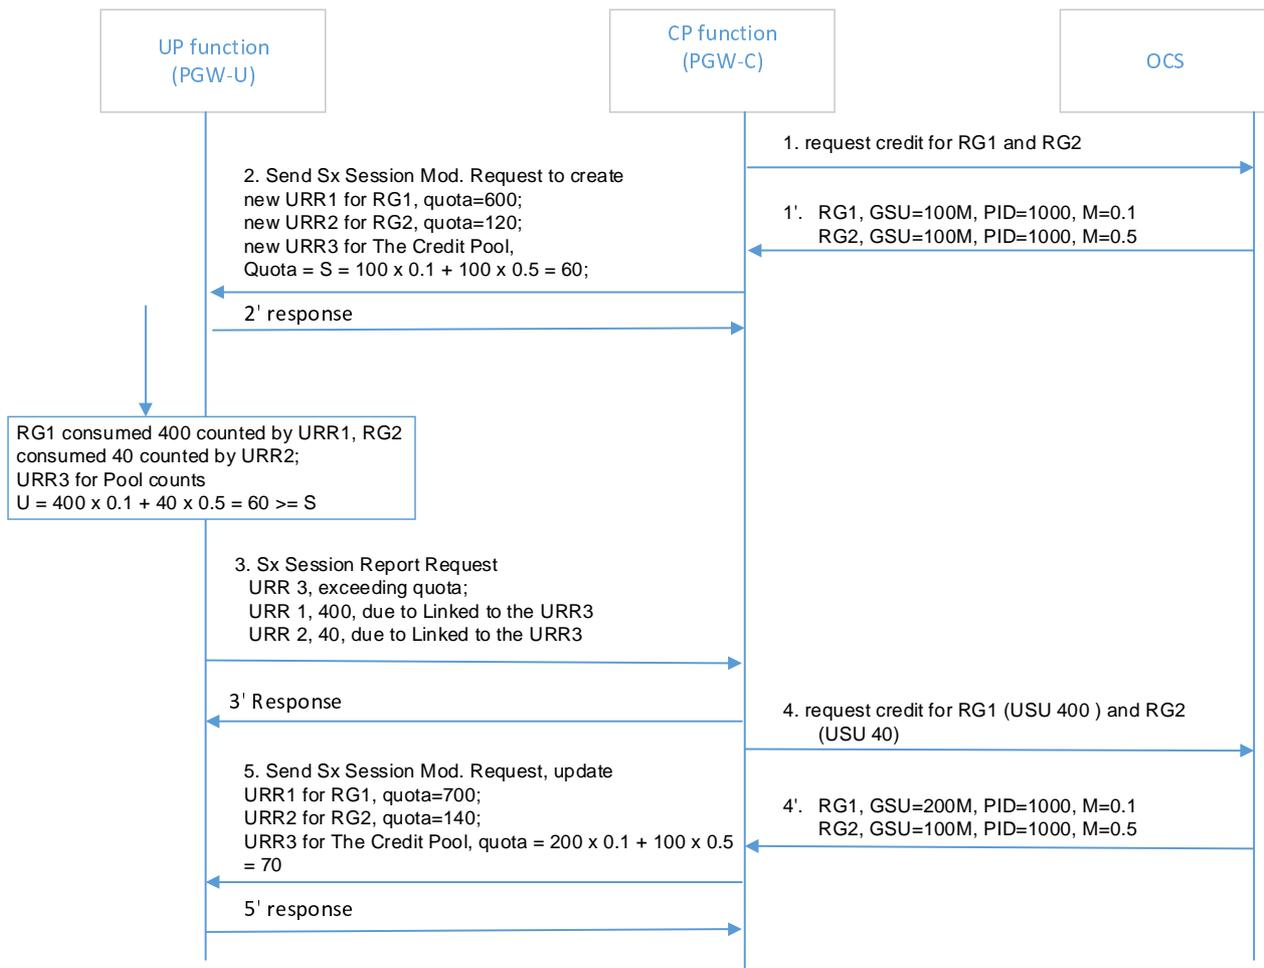 UP function
(PGW-U)
CP function
(PGW-C)
OCS
1. request credit for RG1 and RG2
2. Send Sx Session Mod. Request to create
new URR1 for RG1, quota=600;
new URR2 for RG2, quota=120;
new URR3 for The Credit Pool,
Quota = S = 100 x 0.1 + 100 x 0.5 = 60;
1'. RG1, GSU=100M, PID=1000, M=0.1
RG2, GSU=100M, PID=1000, M=0.5
2' response
RG1 consumed 400 counted by URR1, RG2
consumed 40 counted by URR2;
URR3 for Pool counts
U = 400 x 0.1 + 40 x 0.5 = 60 >= S
3. Sx Session Report Request
URR 3, exceeding quota;
URR 1, 400, due to Linked to the URR3
URR 2, 40, due to Linked to the URR3
3' Response
4. request credit for RG1 (USU 400 ) and RG2
(USU 40)
5. Send Sx Session Mod. Request, update
URR1 for RG1, quota=700;
URR2 for RG2, quota=140;
URR3 for The Credit Pool, quota = 200 x 0.1 + 100 x 0.5
= 70
4'. RG1, GSU=200M, PID=1000, M=0.1
RG2, GSU=100M, PID=1000, M=0.5
5' response